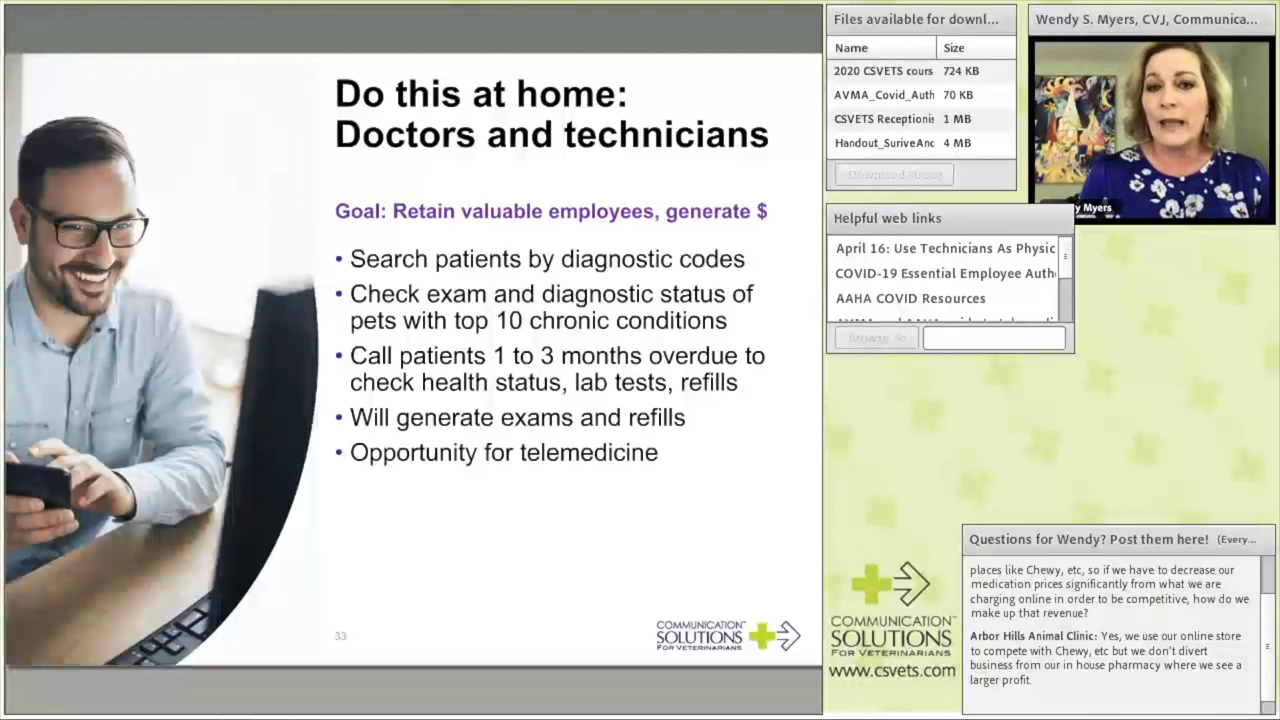 Do this at home:
Doctors and technicians
Goal: Retain valuable employees, generate $
• Search patients by diagnostic codes
• Check exam and diagnostic status of
pets with top 10 chronic conditions
• Call patients 1 to 3 months overdue to
check health status, lab tests, refills
• Will generate exams and refills
• Opportunity for telemedicine
33
COMMUNICATION
SOLUTIONS
FOR VETERINARIANS
Files available for downl...
Name Size
2020 CSVETS cours 724 KB
AVMA_Covid_Auth 70 KB
CSVETS Receptionis 1 MB
Handout_SuriveAnc 4 MB
Wendy S. Myers, CVJ, Communica...
Myers
Helpful web links
April 16: Use Technicians As Physic
COVID-19 Essential Employee Auth
AAHA COVID Resources
Browse To
COMMUNICATION
SOLUTIONS
FOR VETERINARIANS
www.csvets.com
Questions for Wendy? Post them here! (Every...
places like Chewy, etc, so if we have to decrease our
medication prices significantly from what we are
charging online in order to be competitive, how do we
make up that revenue?
Arbor Hills Animal Clinic: Yes, we use our online store
to compete with Chewy, etc but we don't divert
business from our in house pharmacy where we see a
larger profit.